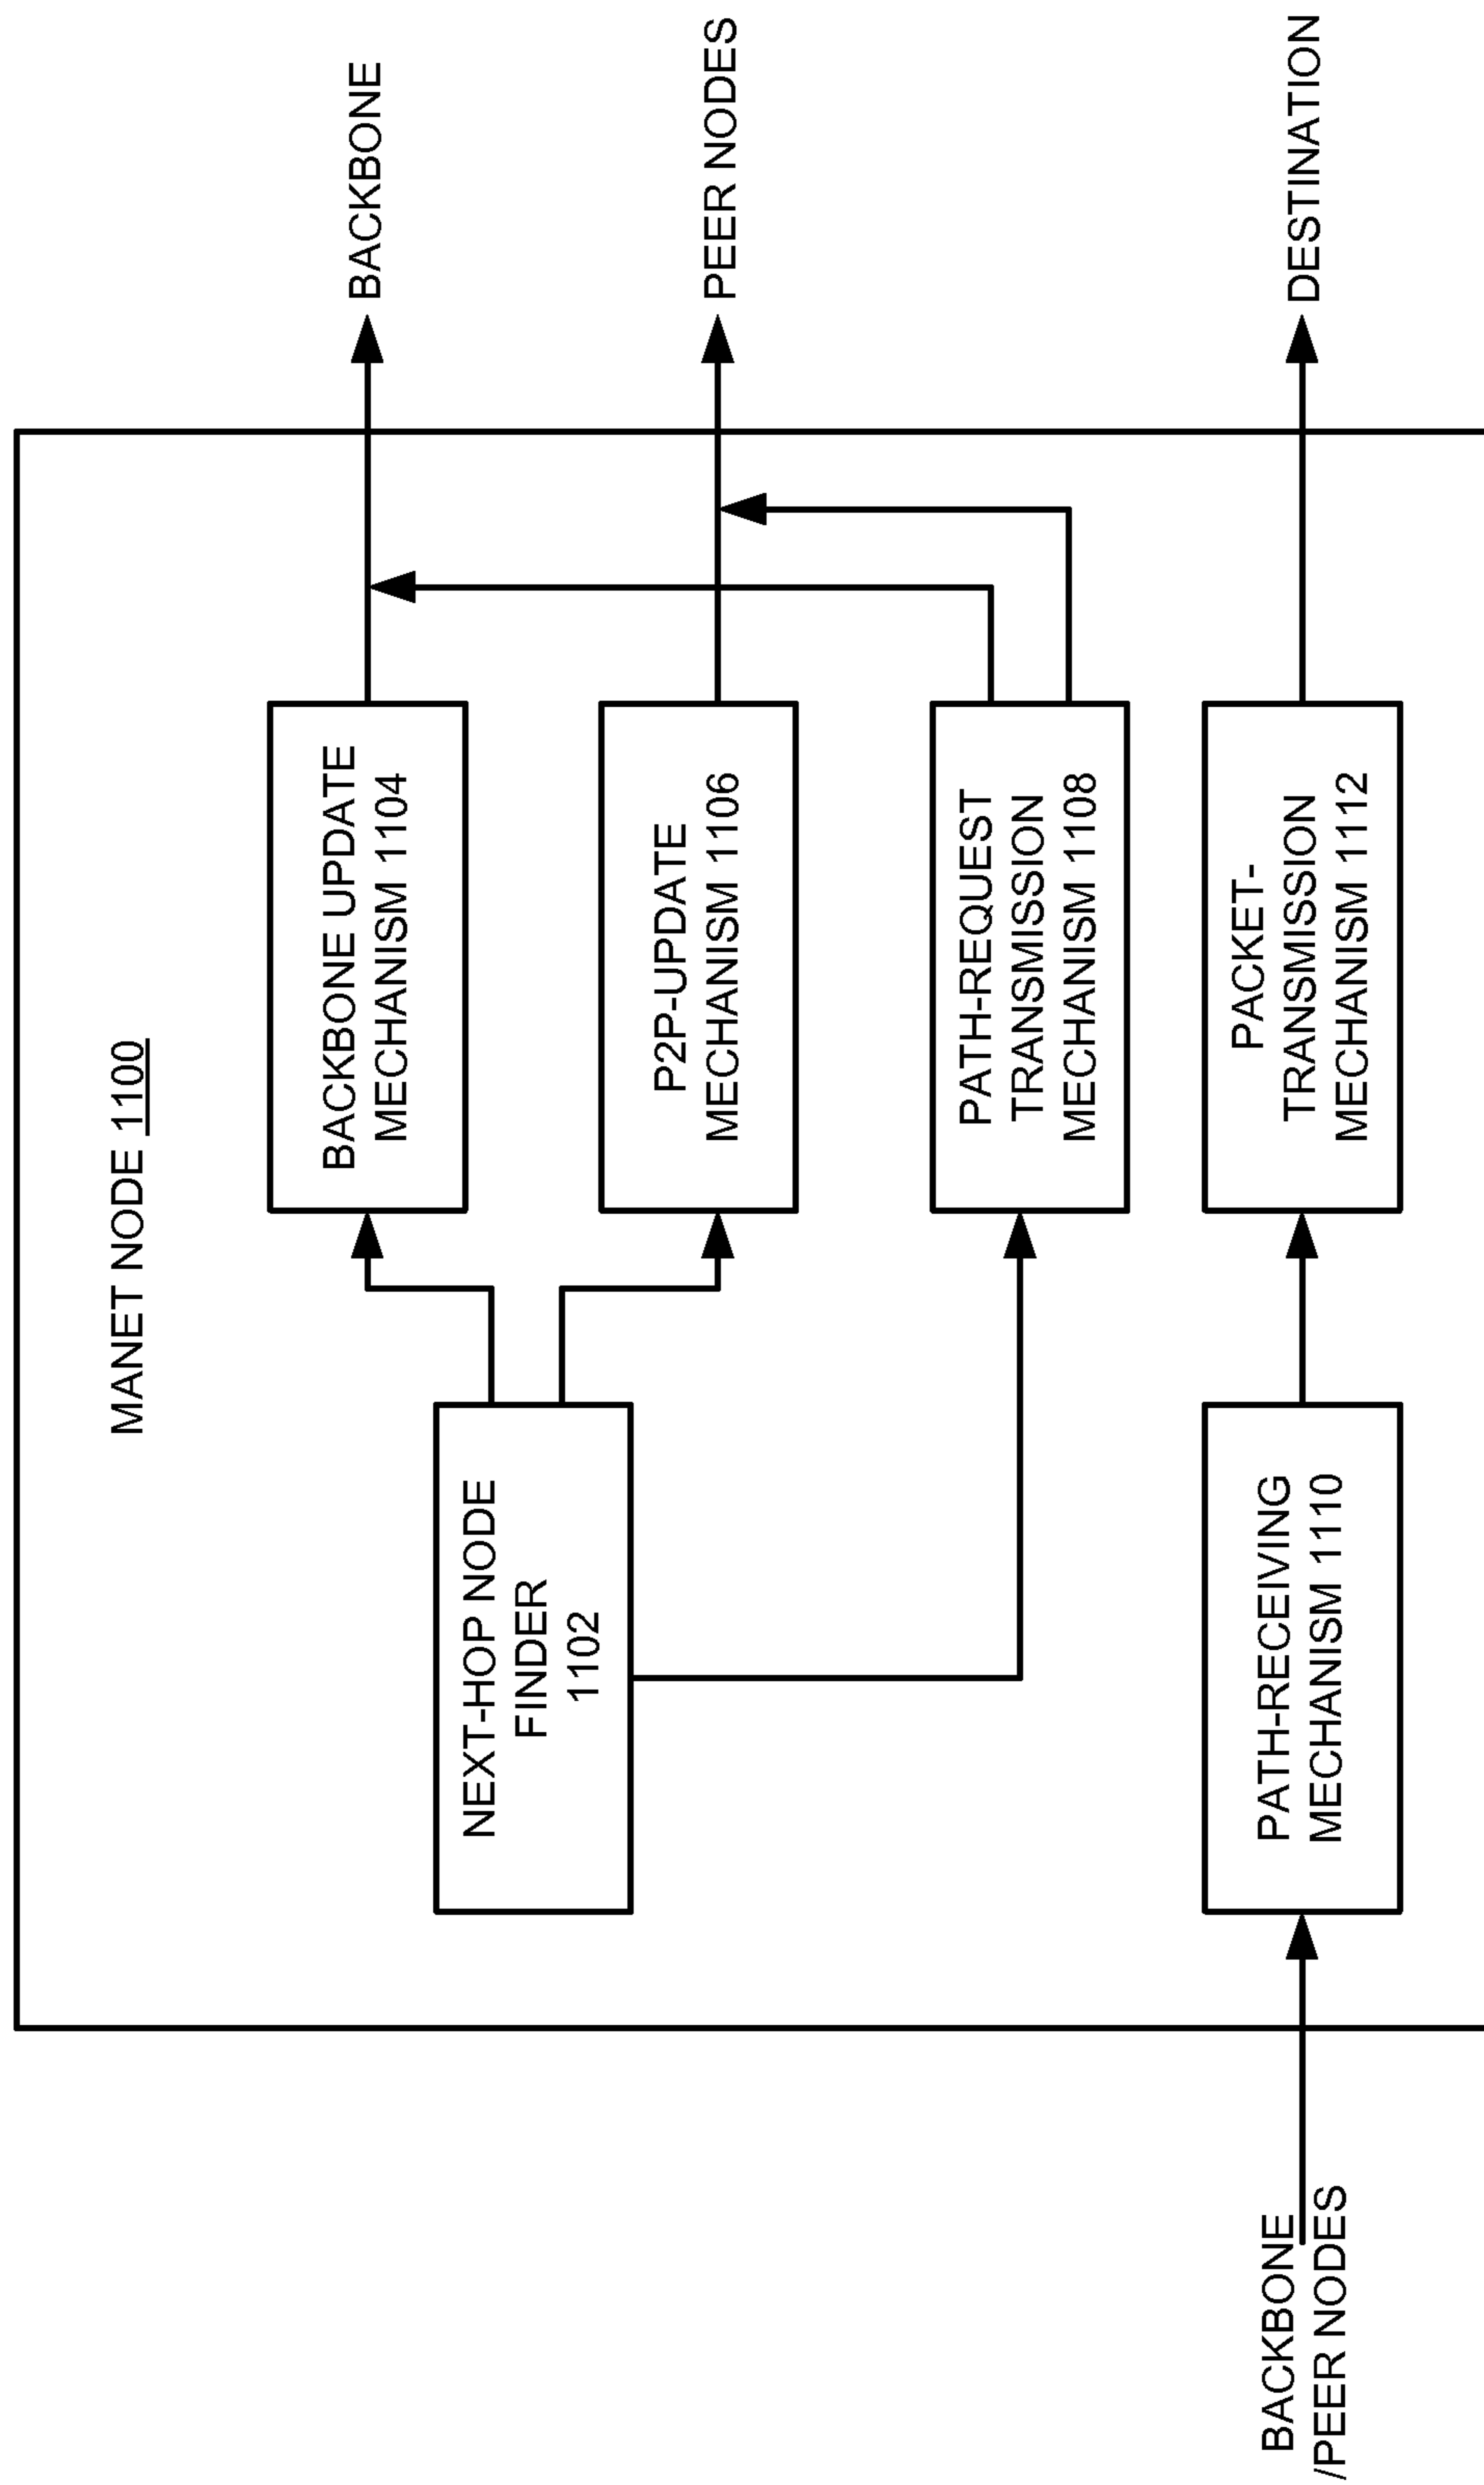 MANET NODE 1100
BACKBONE UPDATE
MECHANISM 1104
BACKBONE
NEXT-HOP NODE
FINDER
1102
P2P-UPDATE
MECHANISM 1106
PEER NODES
PATH-REQUEST
TRANSMISSION
MECHANISM 1108
BACKBONE
/PEER NODES
PATH-RECEIVING
MECHANISM 1110
PACKET-
TRANSMISSION
MECHANISM 1112
DESTINATION